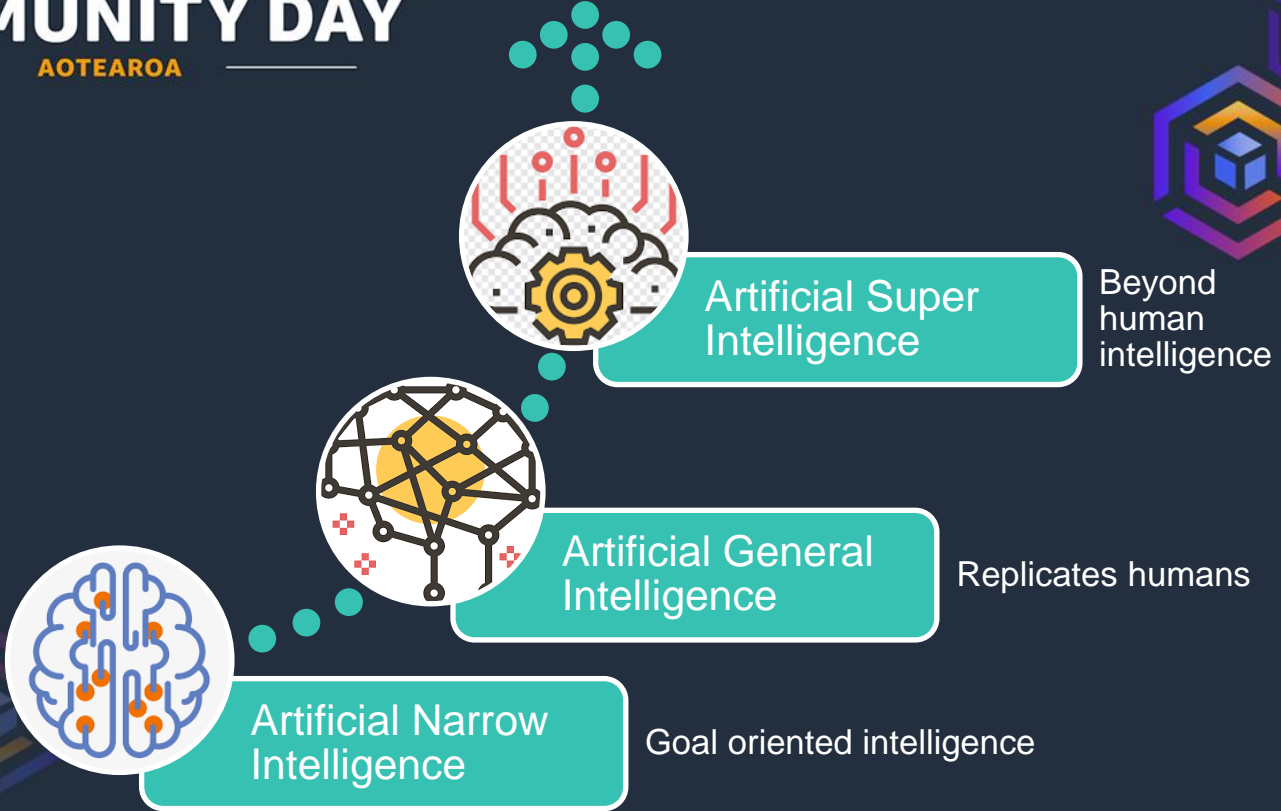 MUNITY DAY
AOTEAROA
Artificial Super
Intelligence
Beyond
human
intelligence
Artificial General
Intelligence
Replicates humans
Artificial Narrow
Intelligence
Goal oriented intelligence